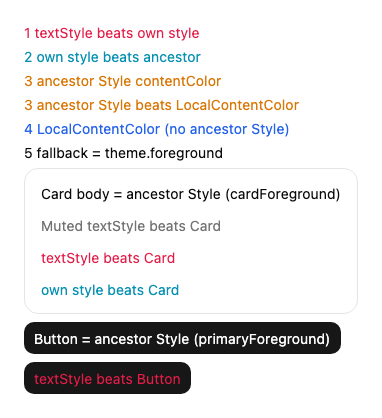 1 textStyle beats own style
2 own style beats ancestor
3 ancestor Style contentColor
3 ancestor Style beats LocalContentColor
4 LocalContentColor (no ancestor Style)
5 fallback = theme.foreground
Card body = ancestor Style (cardForeground)
Muted textStyle beats Card
textStyle beats Card
own style beats Card
Button = ancestor Style (primaryForeground)
textStyle beats Button